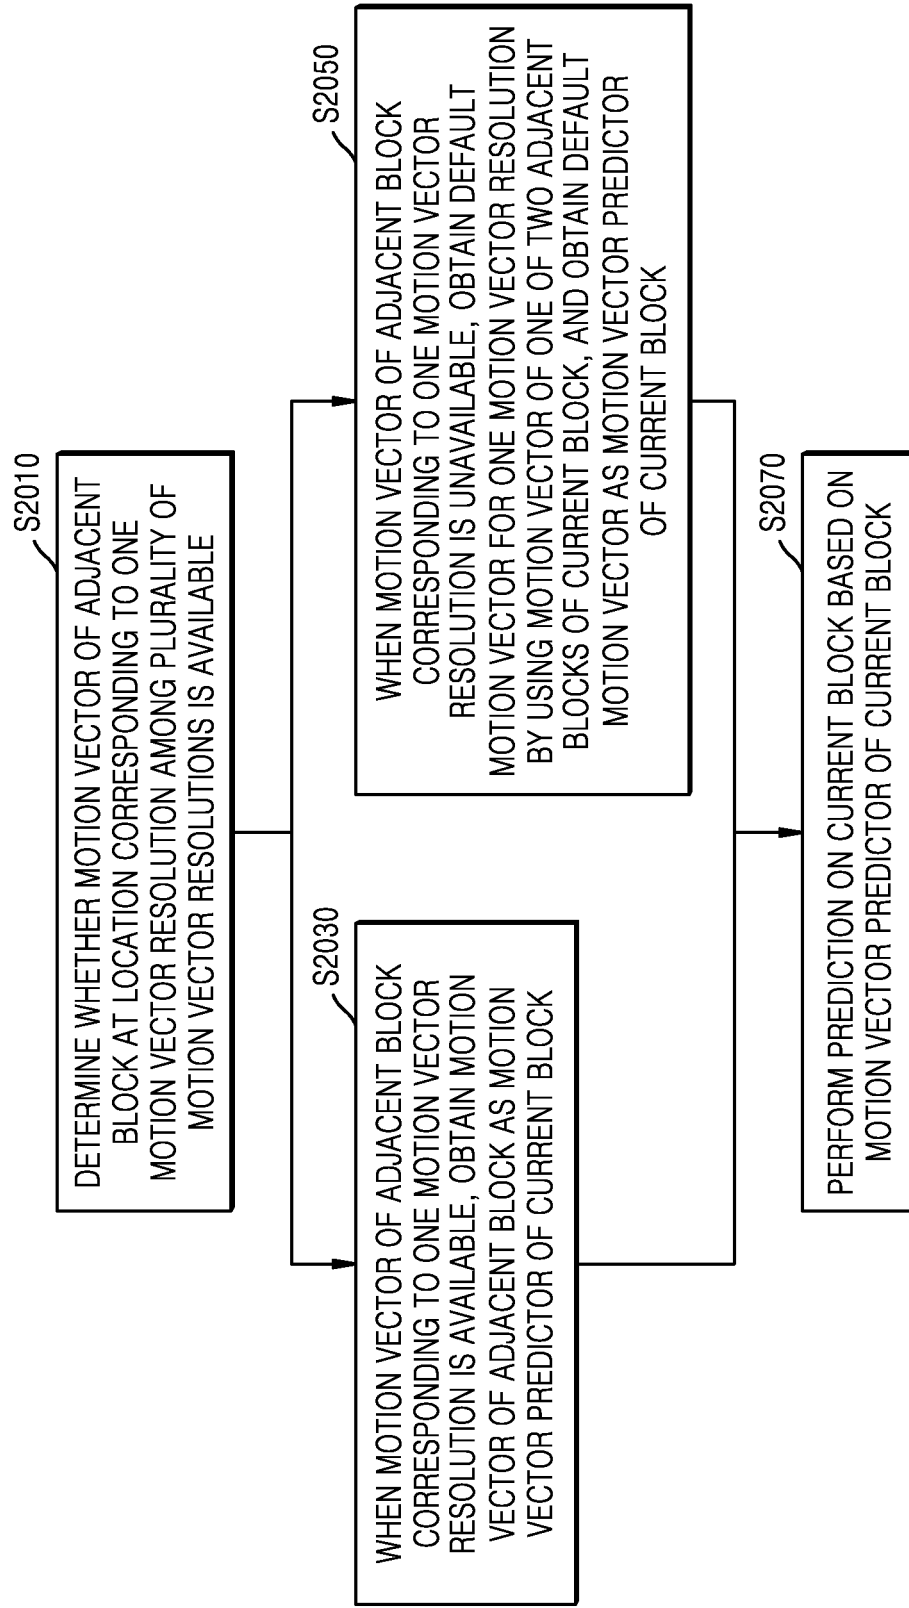 S2010
DETERMINE WHETHER MOTION VECTOR OF ADJACENT
BLOCK AT LOCATION CORRESPONDING TO ONE
MOTION VECTOR RESOLUTION AMONG PLURALITY OF
MOTION VECTOR RESOLUTIONS IS AVAILABLE
S2030
WHEN MOTION VECTOR OF ADJACENT BLOCK
CORRESPONDING TO ONE MOTION VECTOR
RESOLUTION IS AVAILABLE, OBTAIN MOTION
VECTOR OF ADJACENT BLOCK AS MOTION
VECTOR PREDICTOR OF CURRENT BLOCK
S2050
WHEN MOTION VECTOR OF ADJACENT BLOCK
CORRESPONDING TO ONE MOTION VECTOR
RESOLUTION IS UNAVAILABLE, OBTAIN DEFAULT
MOTION VECTOR FOR ONE MOTION VECTOR RESOLUTION
BY USING MOTION VECTOR OF ONE OF TWO ADJACENT
BLOCKS OF CURRENT BLOCK, AND OBTAIN DEFAULT
MOTION VECTOR AS MOTION VECTOR PREDICTOR
OF CURRENT BLOCK
S2070
PERFORM PREDICTION ON CURRENT BLOCK BASED ON
MOTION VECTOR PREDICTOR OF CURRENT BLOCK